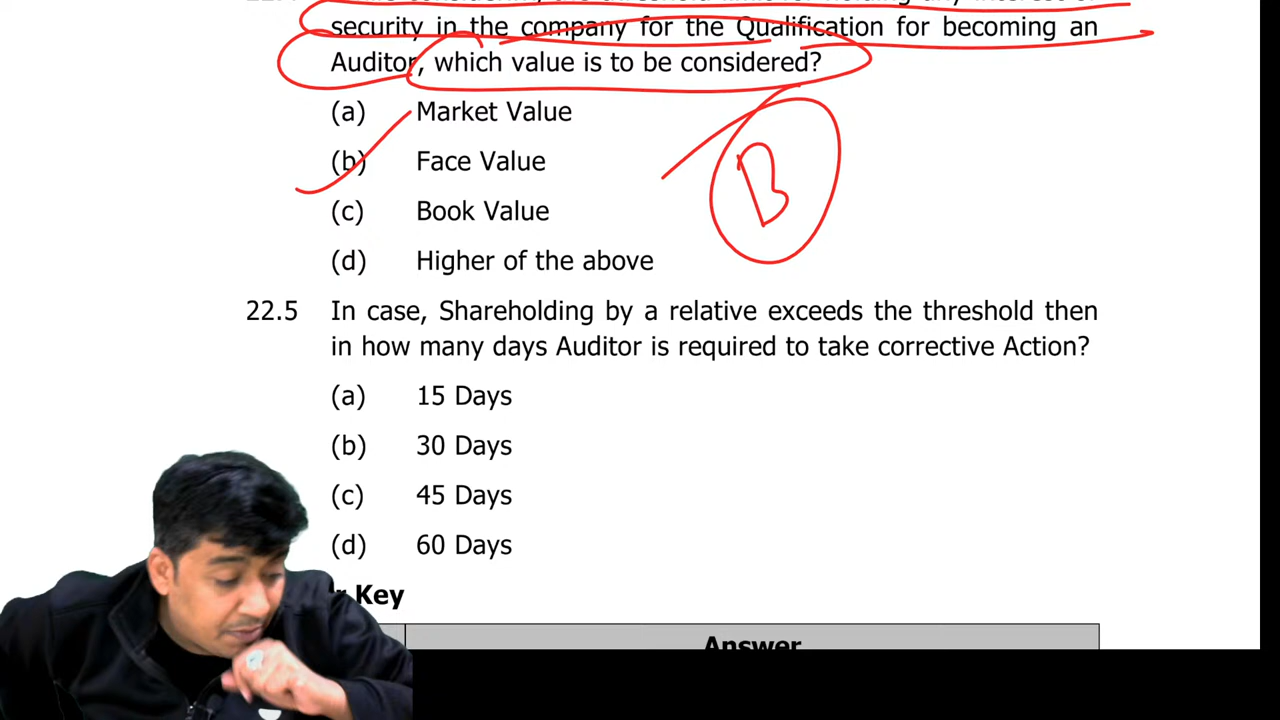 security in the company for the Qualification for becoming an
Auditor, which value is to be considered?
(a) Market Value
(b) Face Value
B
(c) Book Value
(d) Higher of the above
22.5 In case, Shareholding by a relative exceeds the threshold then
in how many days Auditor is required to take corrective Action?
(a) 15 Days
(b) 30 Days
(c) 45 Days
(d) 60 Days
Key
Answer